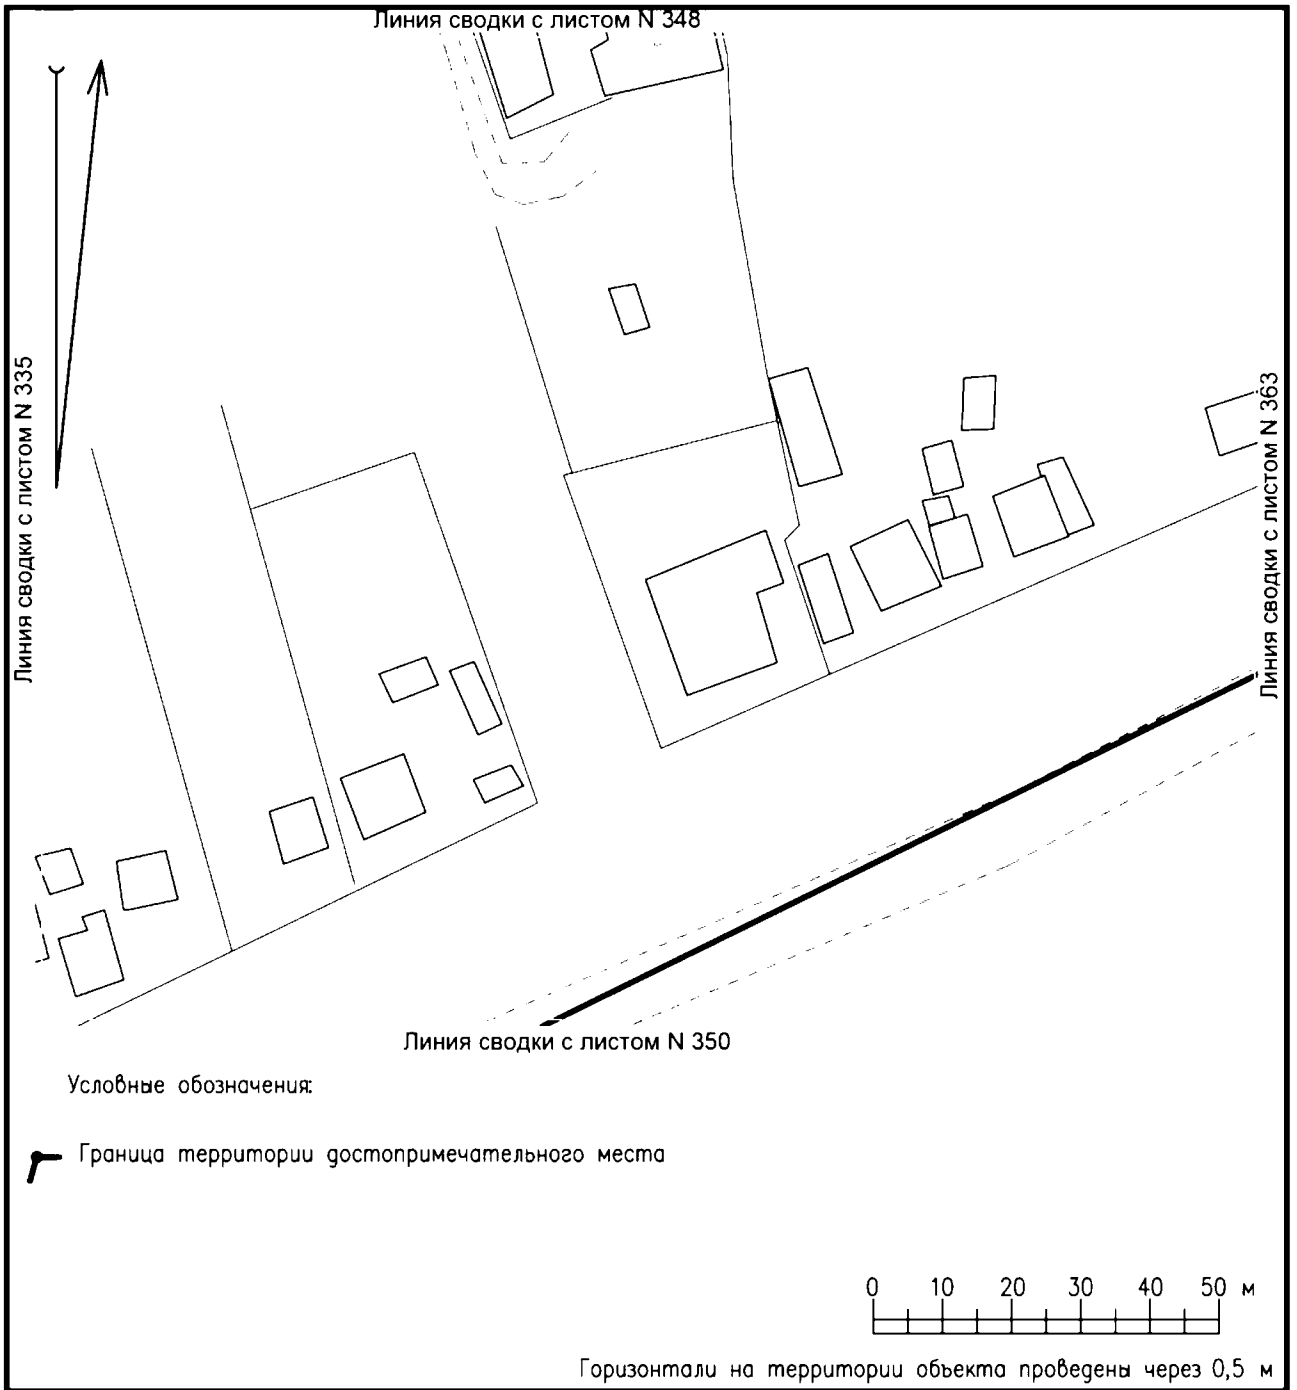 Линия сводки с листом N 348
Линия сводки с листом N 335
Линия сводки с листом N 363
Линия сводки с листом N 350
Условные обозначения:
Граница территории достопримечательного места
0 10 20 30 40 50 м
Горизонтали на территории объекта проведены через 0,5 м